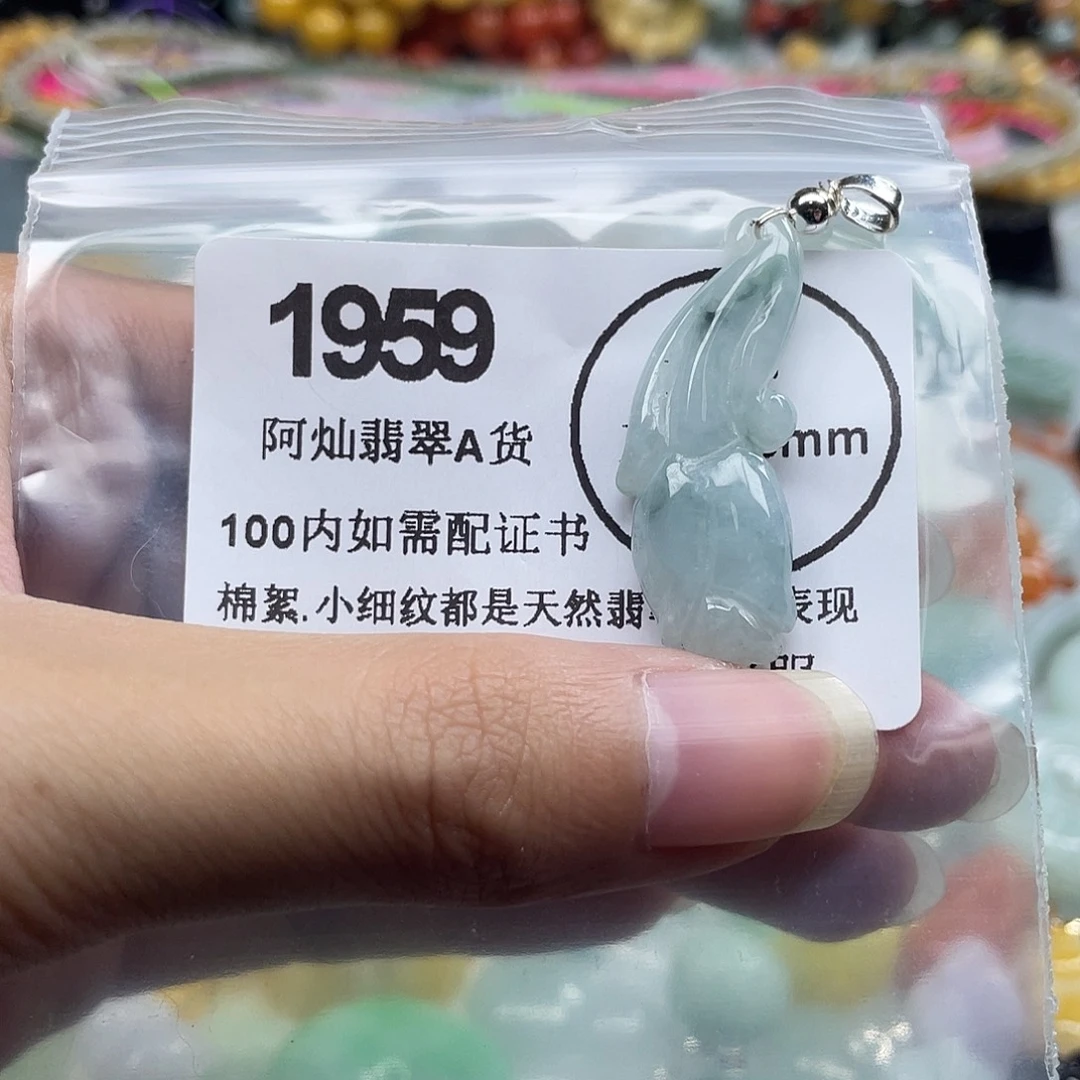 1959
阿灿翡翠A货
mm
100内如需配证书
棉絮.小细纹都是天然翡 表现